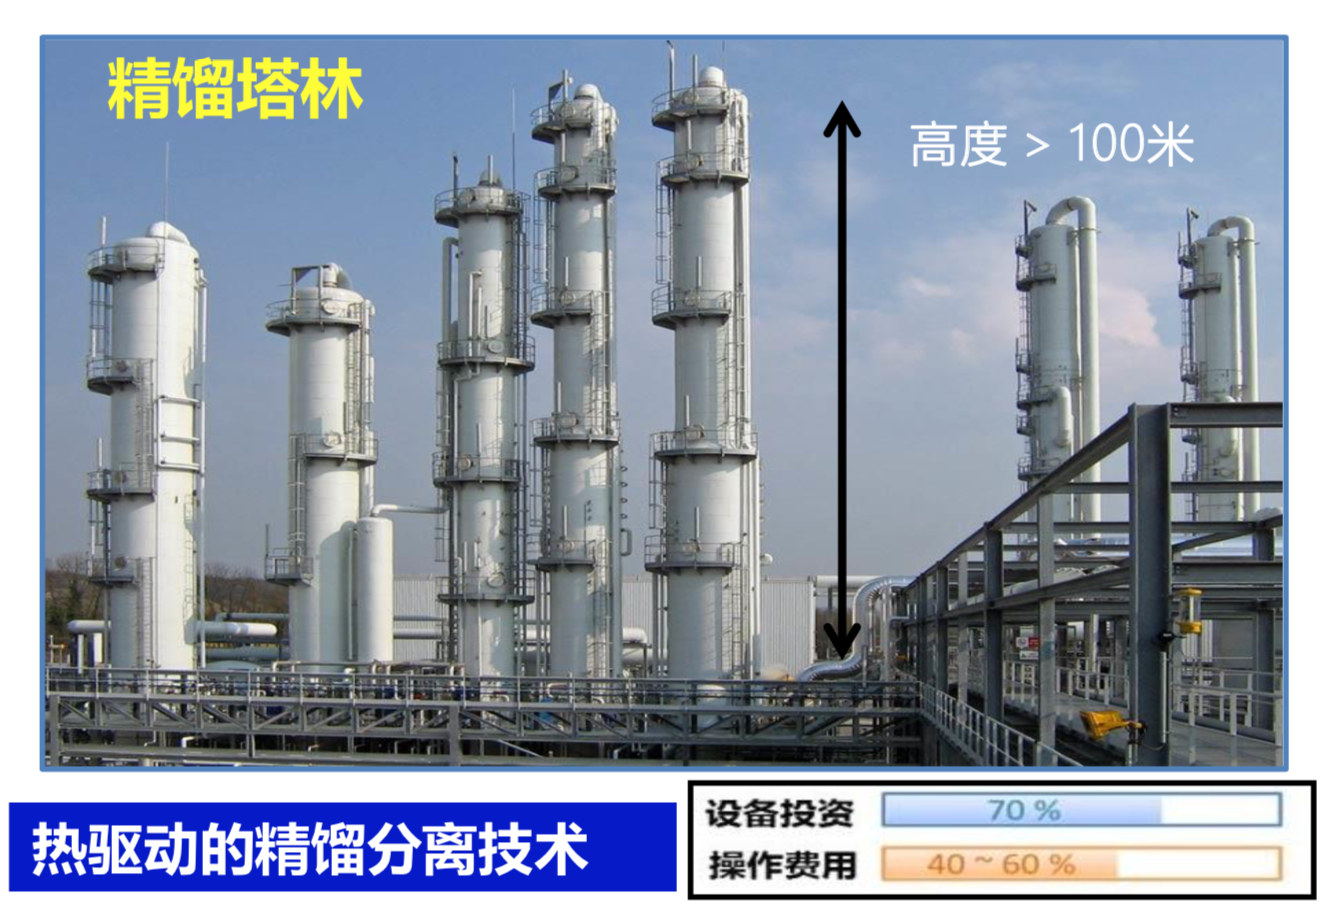 精馏塔林
高度 > 100米
热驱动的精馏分离技术
设备投资 70 %
操作费用 40 ~ 60 %